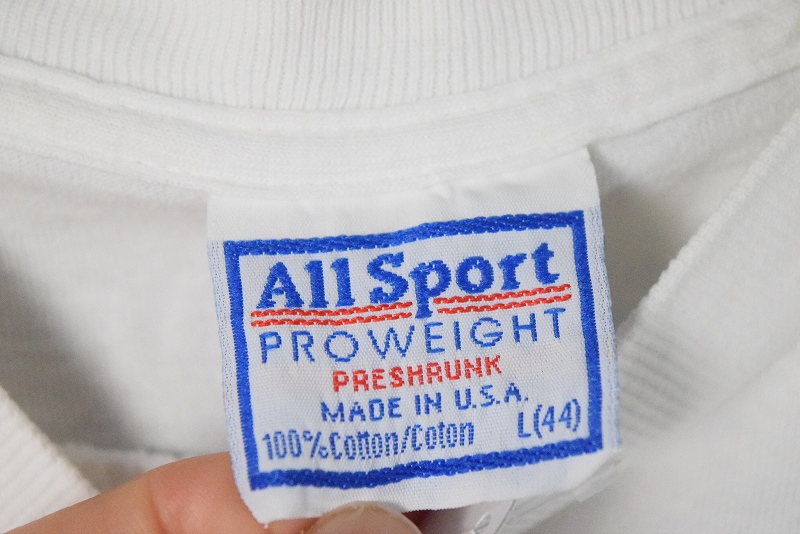 All Sport
PROWEIGHT
PRESHRUNK
MADE IN U.S.A.
100% Cotton/Coton L(44)